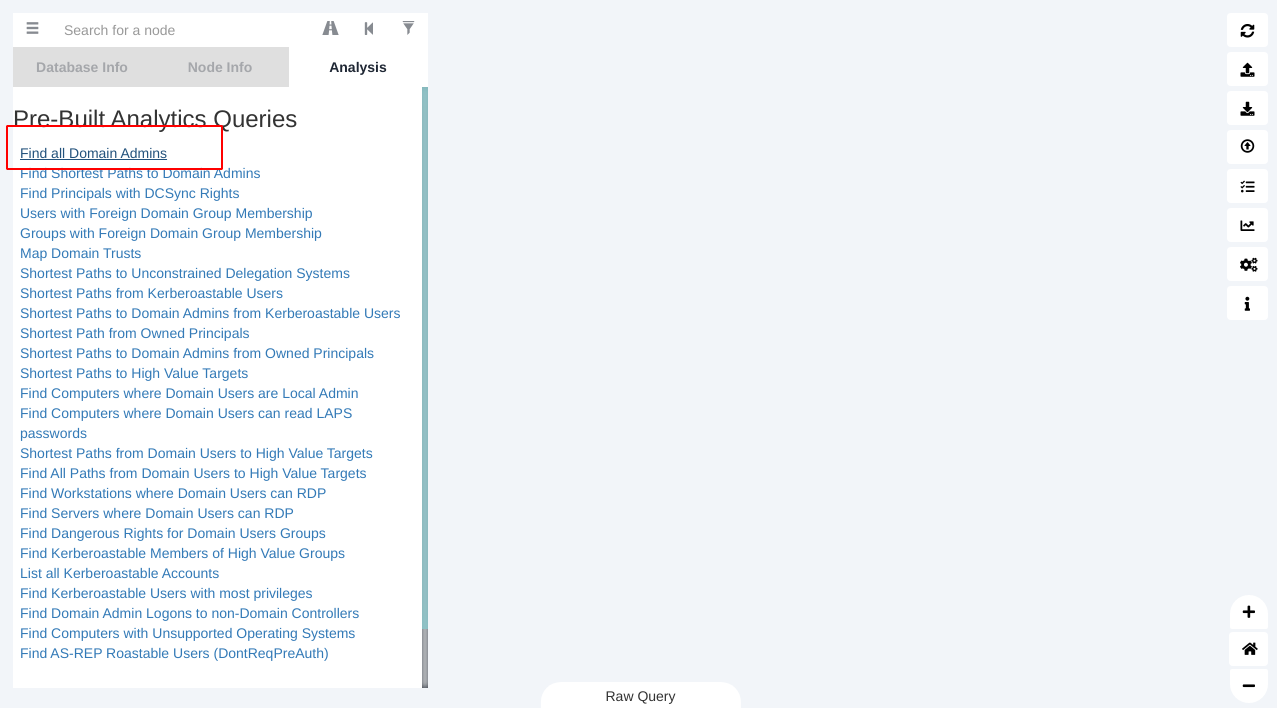 Search for a node
Database Info
Node Info
Analysis
Pre-Built Analytics Queries
Find all Domain Admins
Find Shortest Paths to Domain Admins
Find Principals with DCSync Rights
Users with Foreign Domain Group Membership
Groups with Foreign Domain Group Membership
Map Domain Trusts
Shortest Paths to Unconstrained Delegation Systems
Shortest Paths from Kerberoastable Users
Shortest Paths to Domain Admins from Kerberoastable Users
Shortest Path from Owned Principals
Shortest Paths to Domain Admins from Owned Principals
Shortest Paths to High Value Targets
Find Computers where Domain Users are Local Admin
Find Computers where Domain Users can read LAPS
passwords
Shortest Paths from Domain Users to High Value Targets
Find All Paths from Domain Users to High Value Targets
Find Workstations where Domain Users can RDP
Find Servers where Domain Users can RDP
Find Dangerous Rights for Domain Users Groups
Find Kerberoastable Members of High Value Groups
List all Kerberoastable Accounts
Find Kerberoastable Users with most privileges
Find Domain Admin Logons to non-Domain Controllers
Find Computers with Unsupported Operating Systems
Find AS-REP Roastable Users (DontReqPreAuth)
Raw Query